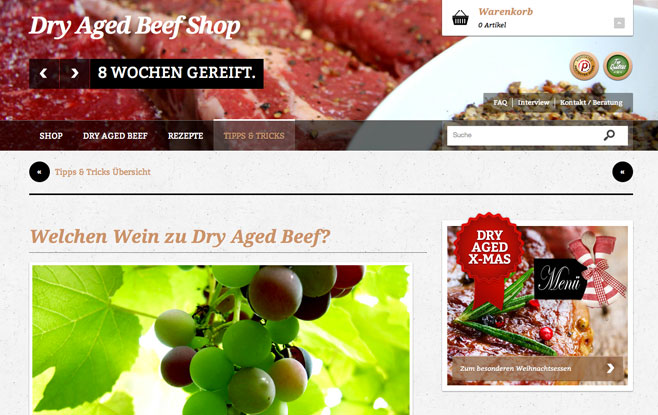 Dry Aged Beef Shop
Warenkorb
0 Artikel
8 WOCHEN GEREIFT.
FAQ | Interview | Kontakt / Beratung
SHOP DRY AGED BEEF REZEPTE TIPPS & TRICKS
Suche
Tipps & Tricks Übersicht
Welchen Wein zu Dry Aged Beef?
DRY
AGED
X-MAS
Menü
Zum besonderen Weihnachtsessen